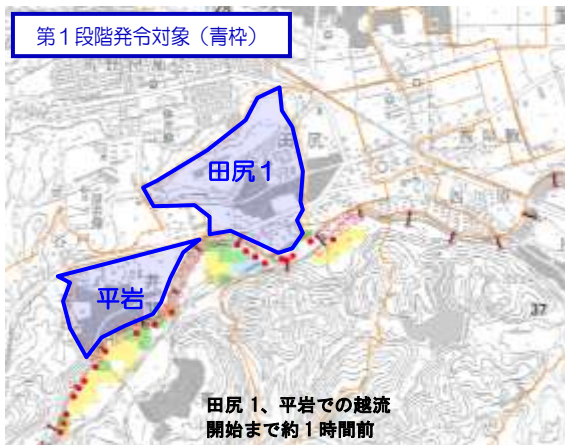 第1段階発令対象（青枠）
田尻1
平岩
37
田尻 1、平岩での越流
開始まで約 1 時間前